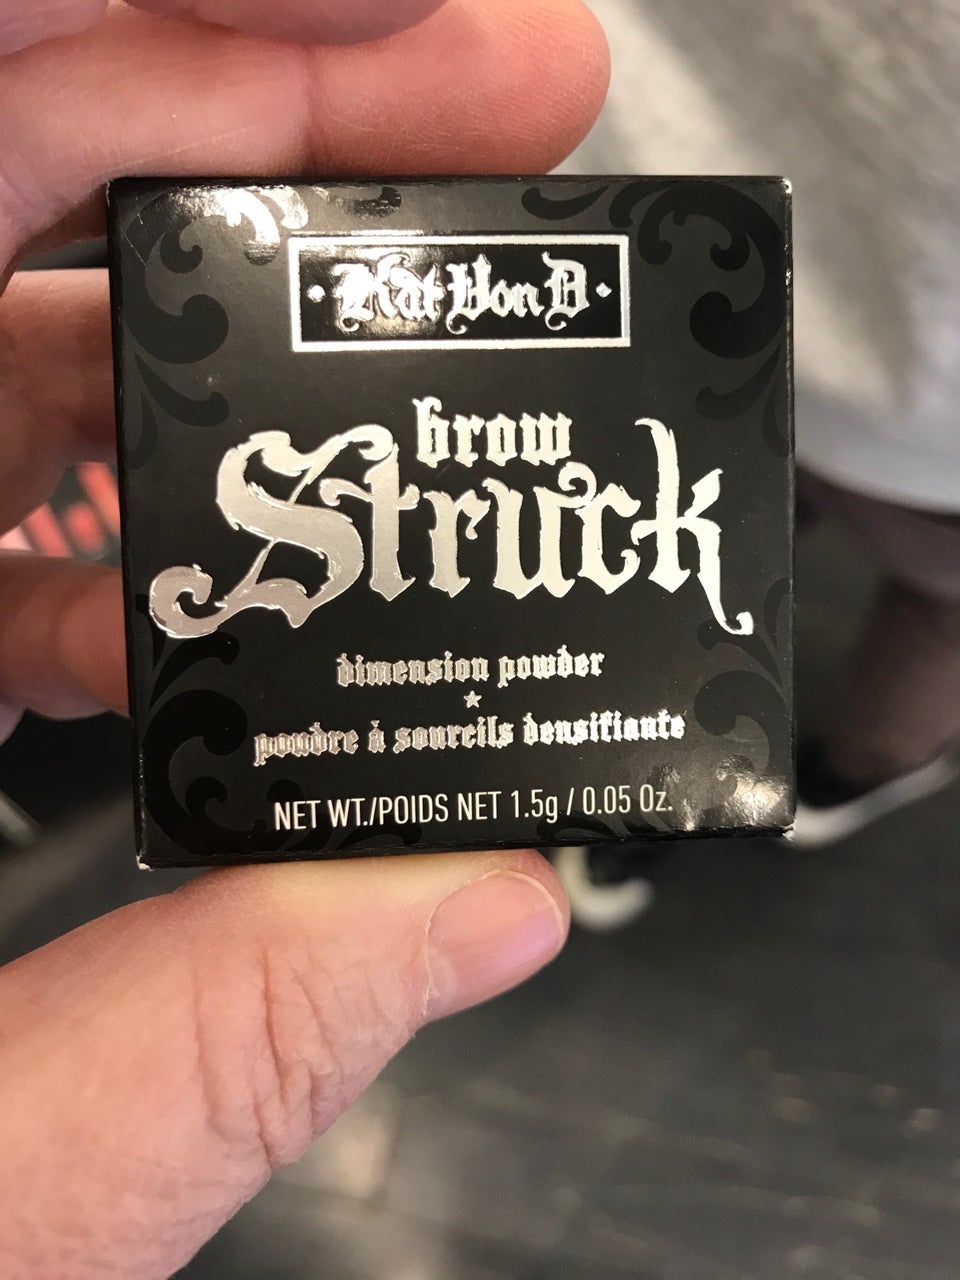 Kat Von D
brow
Struck
dimension powder
poudre à sourcils densifiante
NET WT./POIDS NET 1.5g / 0.05 Oz.